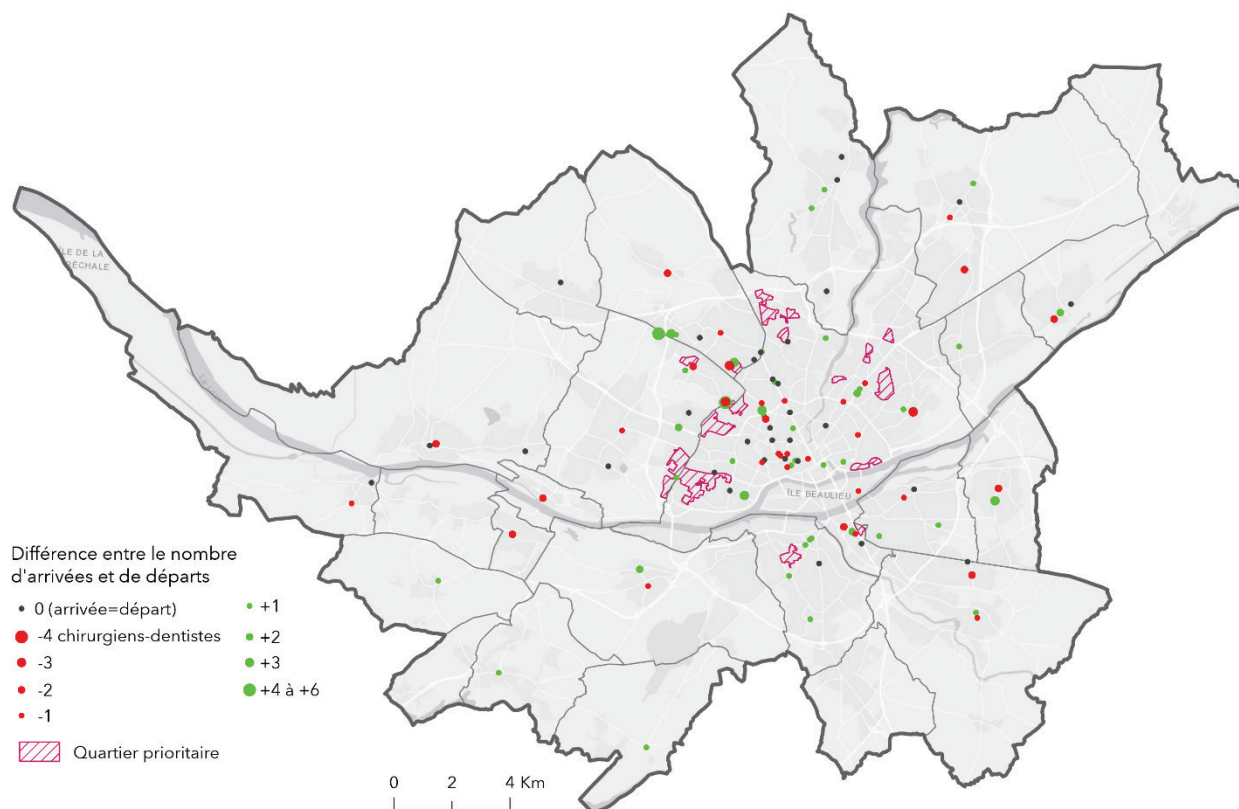 ÎLE DE LA
ÎLE BEAULIEU
Différence entre le nombre
d'arrivées et de départs
0 (arrivée=départ)
-4 chirurgiens-dentistes
-3
-2
-1
+1
+2
+3
+4 à +6
Quartier prioritaire
0 2 4 Km